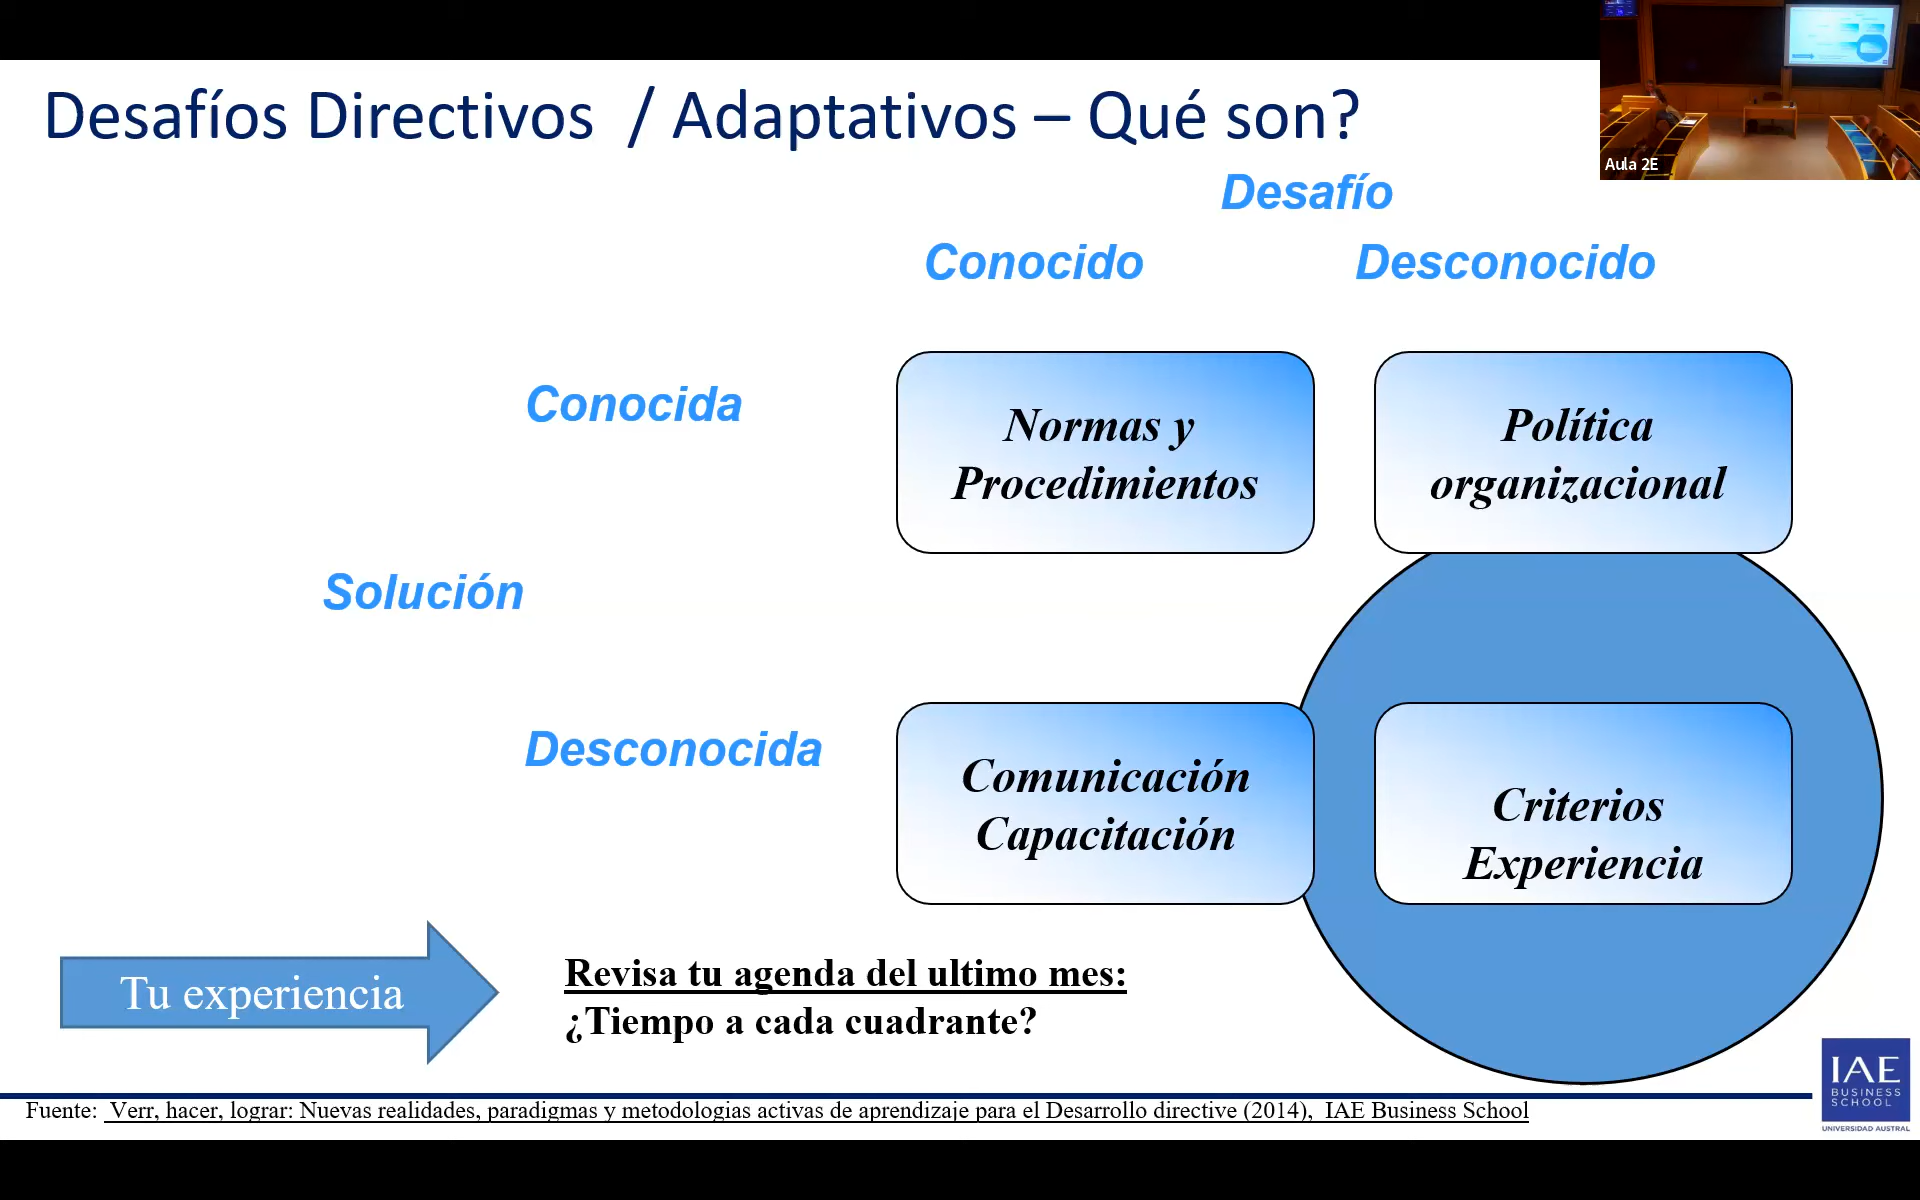 Desafíos Directivos / Adaptativos – Qué son?
Aula 2E
Desafío
Conocido
Desconocido
Conocida
Normas y
Procedimientos
Política
organizacional
Solución
Desconocida
Comunicación
Capacitación
Criterios
Experiencia
Tu experiencia
Revisa tu agenda del ultimo mes:
¿Tiempo a cada cuadrante?
IAE
BUSINESS
SCHOOL
UNIVERSIDAD AUSTRAL
Fuente: Verr, hacer, lograr: Nuevas realidades, paradigmas y metodologias activas de aprendizaje para el Desarrollo directive (2014), IAE Business School